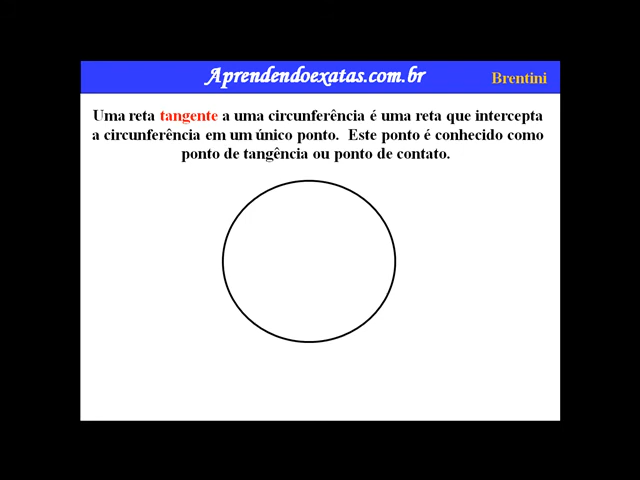 Aprendendoexatas.com.br
Brentini
Uma reta tangente a uma circunferência é uma reta que intercepta
a circunferência em um único ponto. Este ponto é conhecido como
ponto de tangência ou ponto de contato.